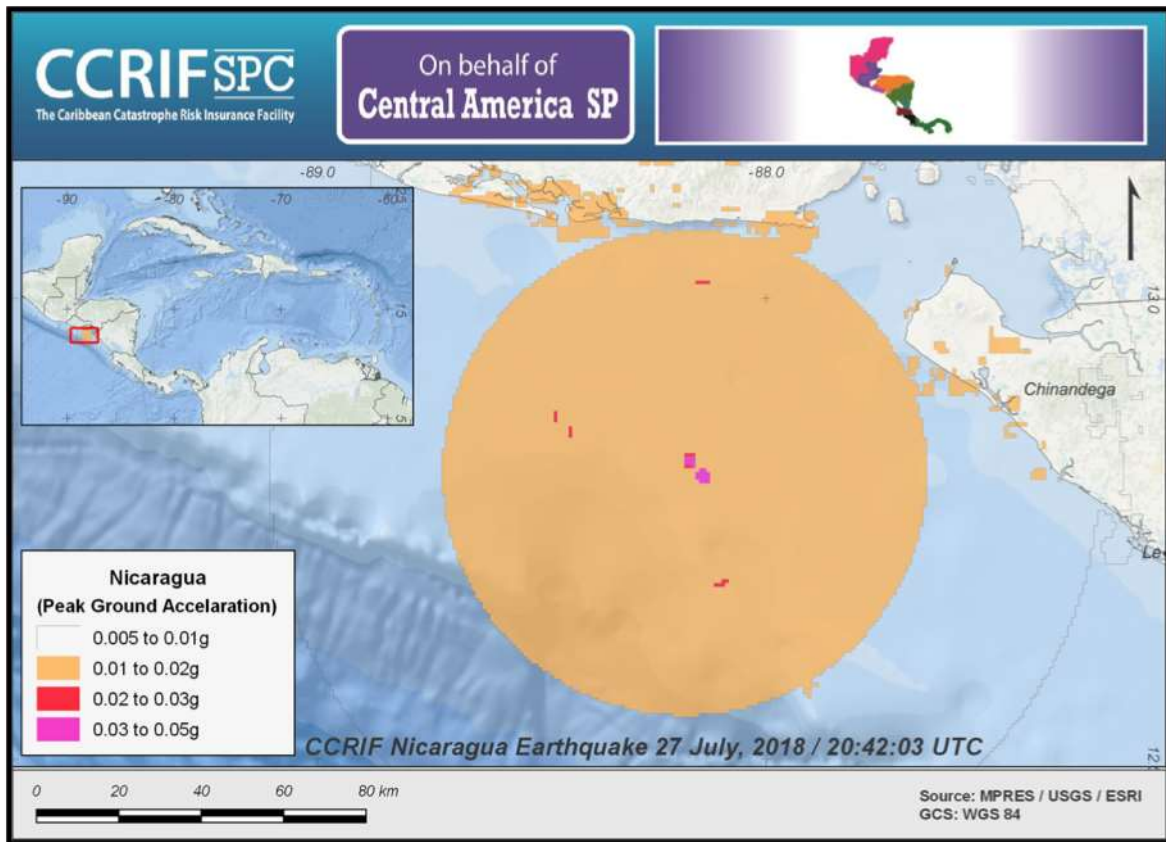 CCRIF SPC
The Caribbean Catastrophe Risk Insurance Facility
On behalf of
Central America SP
-89.0
-88.0
-90
-80
-70
-60
15
5
13.0
Chinandega
Le
Nicaragua
(Peak Ground Accelaration)
0.005 to 0.01g
0.01 to 0.02g
0.02 to 0.03g
0.03 to 0.05g
CCRIF Nicaragua Earthquake 27 July, 2018 / 20:42:03 UTC
0 20 40 60 80 km
Source: MPRES / USGS / ESRI
GCS: WGS 84